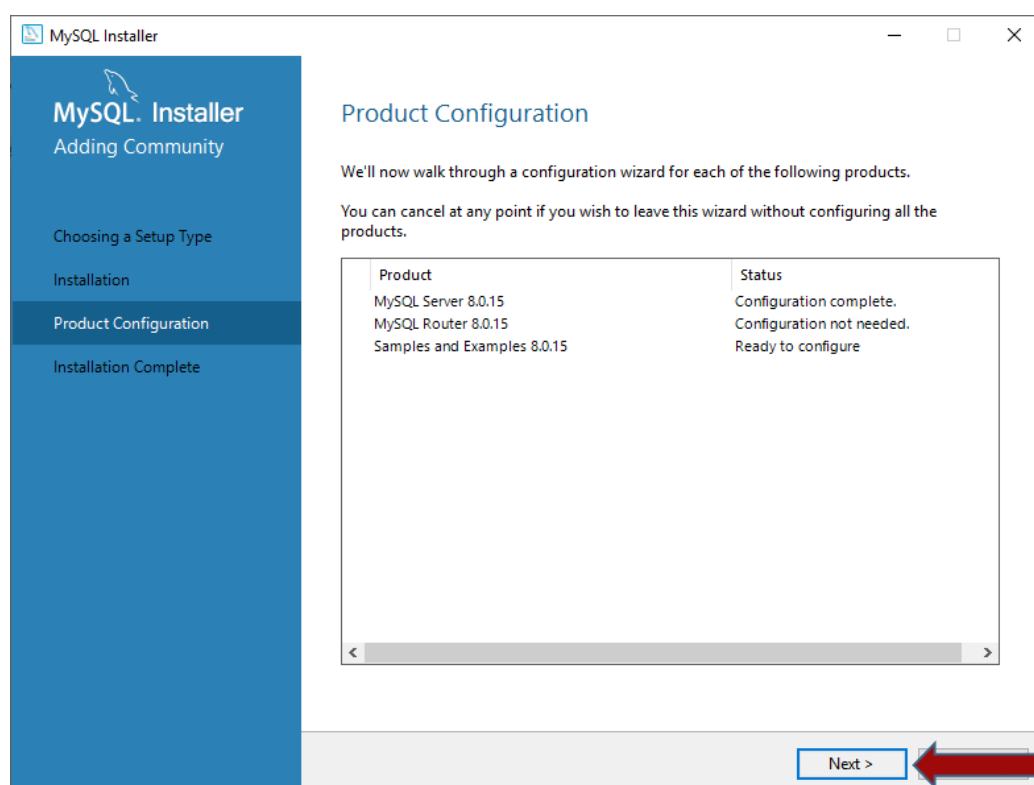 MySQL Installer
MySQL. Installer
Adding Community
Choosing a Setup Type
Installation
Product Configuration
Installation Complete
Product Configuration
We'll now walk through a configuration wizard for each of the following products.
You can cancel at any point if you wish to leave this wizard without configuring all the
products.
Product Status
MySQL Server 8.0.15 Configuration complete.
MySQL Router 8.0.15 Configuration not needed.
Samples and Examples 8.0.15 Ready to configure
Next >